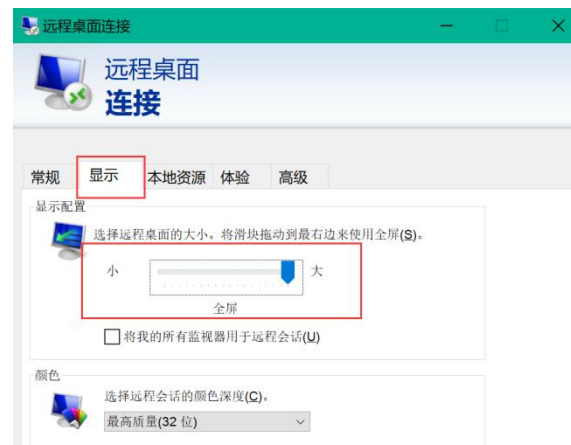 远程桌面连接
远程桌面
连接
常规 显示 本地资源 体验 高级
显示配置
选择远程桌面的大小。将滑块拖动到最右边来使用全屏(S)。
小 大
全屏
将我的所有监视器用于远程会话(U)
颜色
选择远程会话的颜色深度(C)。
最高质量(32 位)